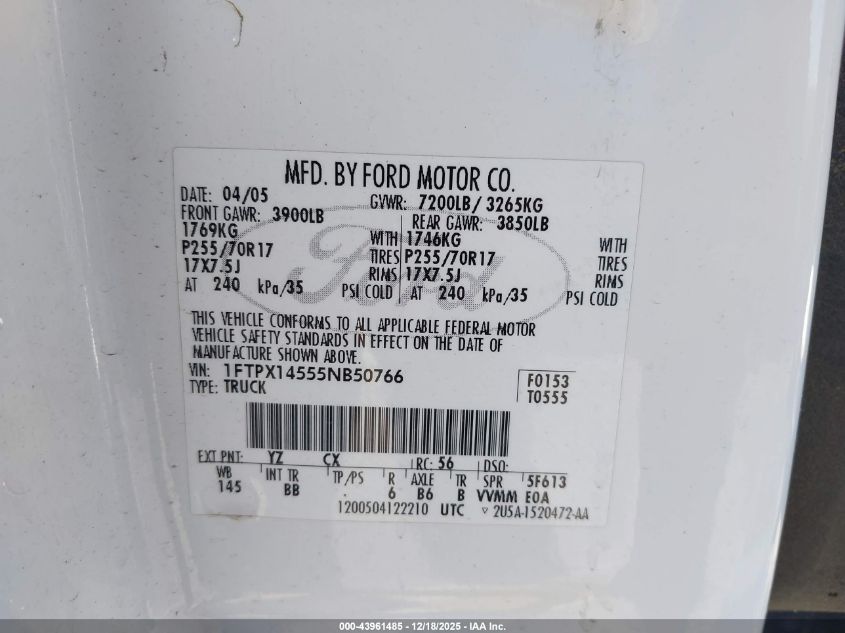 MFD. BY FORD MOTOR CO.
DATE: 04/05 GVWR: 7200LB / 3265KG
FRONT GAWR: 3900LB REAR GAWR: 3850LB
1769KG WITH 1746KG WITH
P255/70R17 TIRES P255/70R17 TIRES
17X7.5J RIMS 17X7.5J RIMS
AT 240 kPa/35 PSI COLD AT 240 kPa/35 PSI COLD
Ford
THIS VEHICLE CONFORMS TO ALL APPLICABLE FEDERAL MOTOR
VEHICLE SAFETY STANDARDS IN EFFECT ON THE DATE OF
MANUFACTURE SHOWN ABOVE.
VIN: 1FTPX14555NB50766 F0153
TYPE: TRUCK T0555
EXT PNT: YZ CX RC: 56 DSO:
WB INT TR TP/PS R AXLE TR SPR 5F613
145 BB 6 B6 B VVMM EOA
1200504122210 UTC 2U5A-1520472-AA
000-43961485 - 12/18/2025 - IAA Inc.